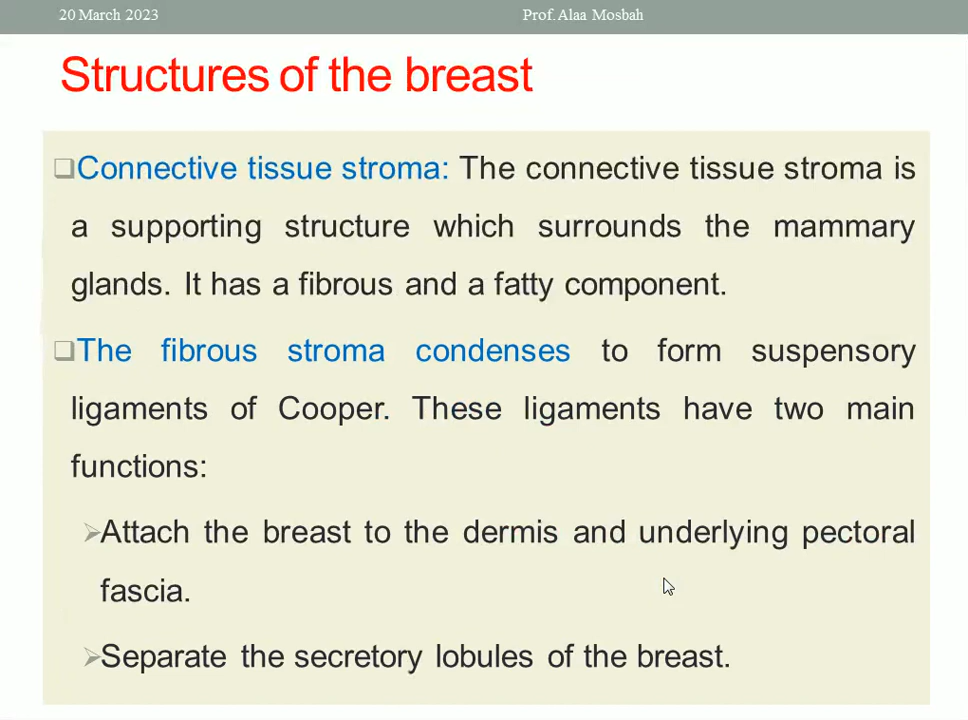 20 March 2023 Prof. Alaa Mosbah
Structures of the breast
Connective tissue stroma: The connective tissue stroma is
a supporting structure which surrounds the mammary
glands. It has a fibrous and a fatty component.
The fibrous stroma condenses to form suspensory
ligaments of Cooper. These ligaments have two main
functions:
Attach the breast to the dermis and underlying pectoral
fascia.
Separate the secretory lobules of the breast.